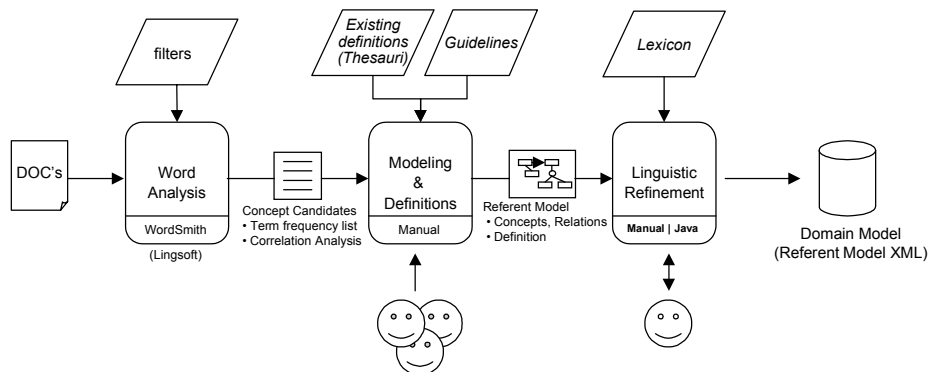 filters
Existing
definitions
(Thesauri)
Guidelines
Lexicon
DOC's
Word
Analysis
WordSmith
(Lingsoft)
Concept Candidates
• Term frequency list
• Correlation Analysis
Modeling
&
Definitions
Manual
Referent Model
• Concepts, Relations
• Definition
Linguistic
Refinement
Manual | Java
Domain Model
(Referent Model XML)